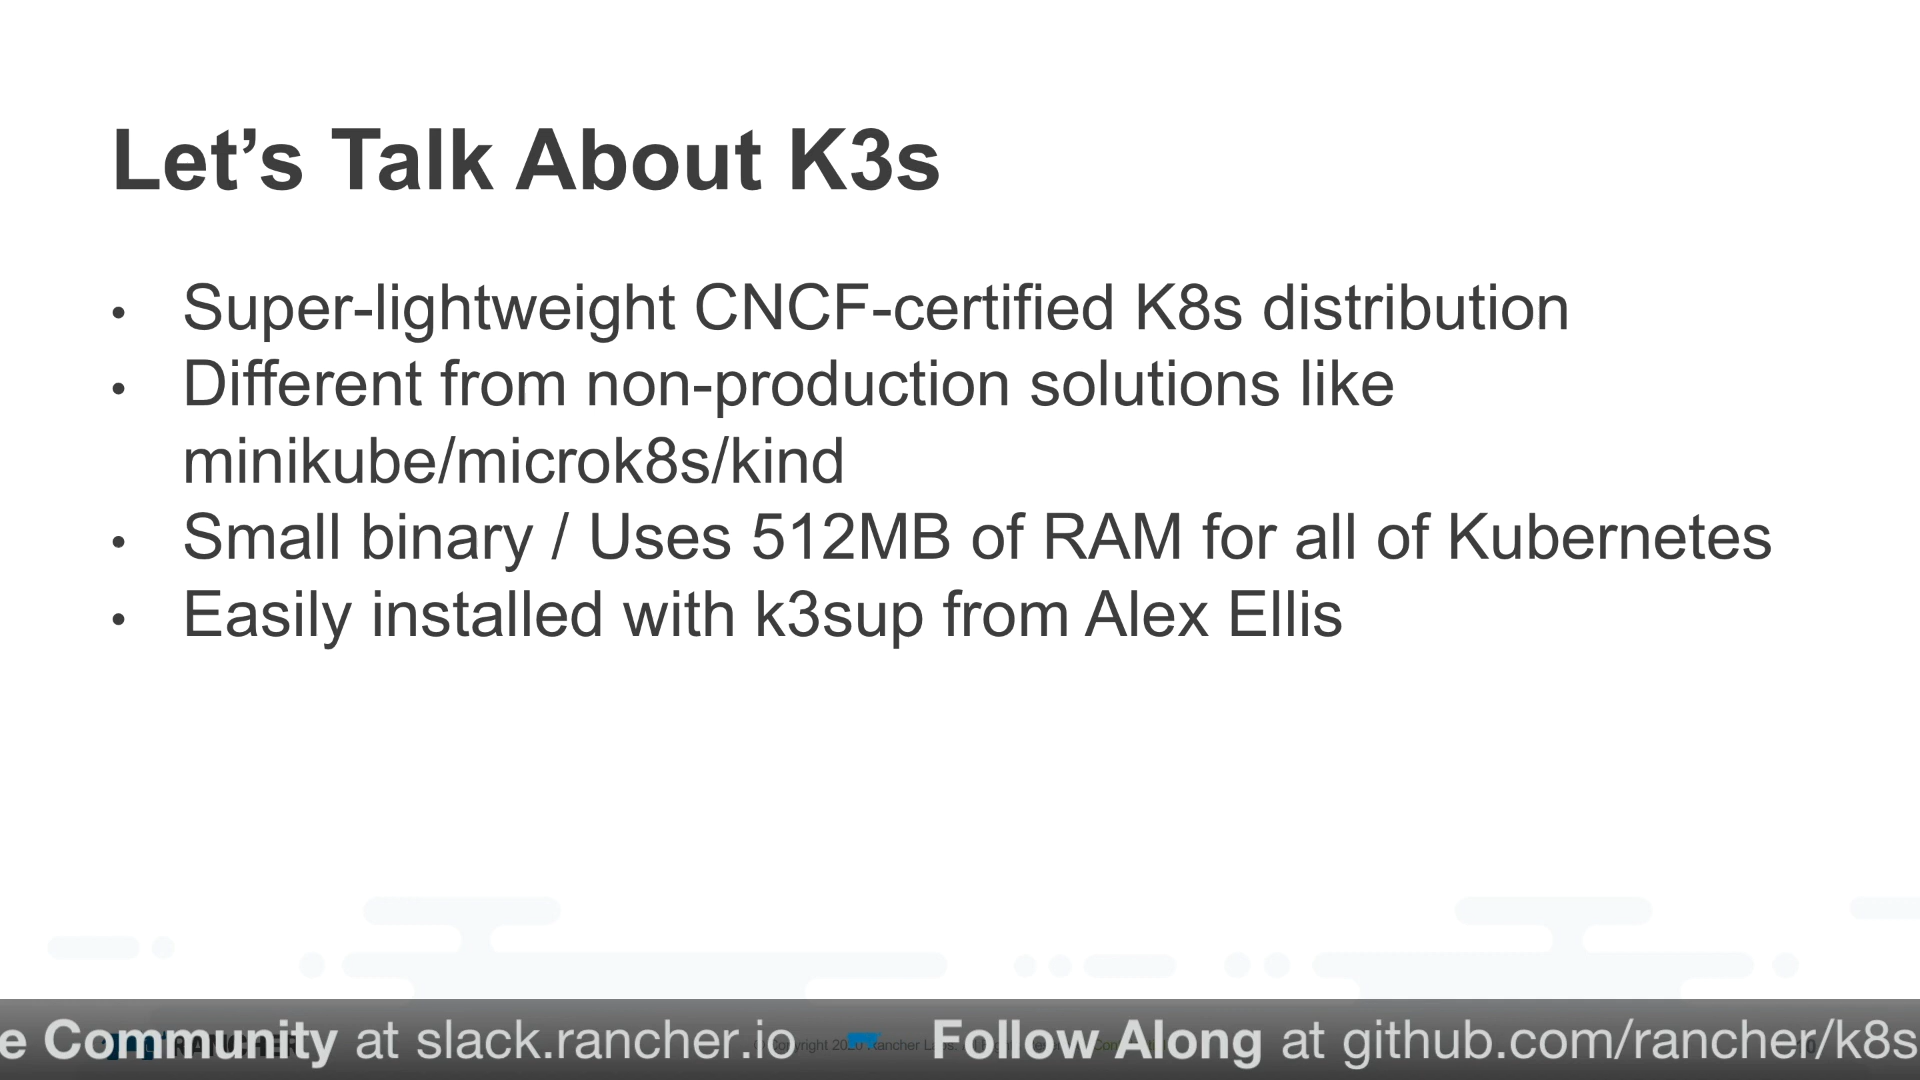 Let’s Talk About K3s
• Super-lightweight CNCF-certified K8s distribution
• Different from non-production solutions like
minikube/microk8s/kind
• Small binary / Uses 512MB of RAM for all of Kubernetes
• Easily installed with k3sup from Alex Ellis
e Community at slack.rancher.io Follow Along at github.com/rancher/k8s
RANCHER